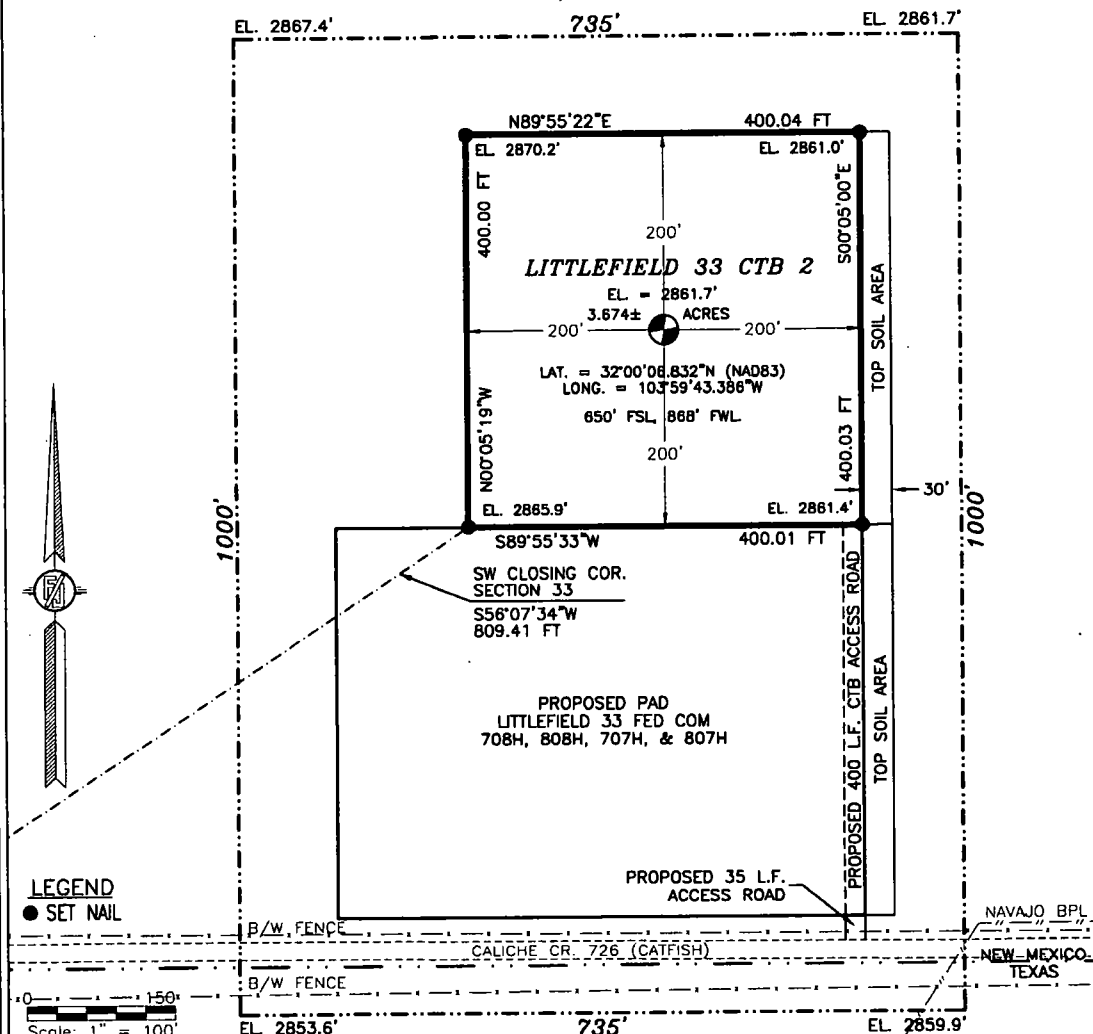 EL. 2867.4'
735'
EL. 2861.7'
N89°55'22"E
400.04 FT
EL. 2870.2'
EL. 2861.0'
400.00 FT
S00°05'00"E
200'
LITTLEFIELD 33 CTB 2
EL. = 2861.7'
3.674± ACRES
200'
200'
TOP SOIL AREA
LAT. = 32°00'06.832"N (NAD83)
LONG. = 103°59'43.386"W
650' FSL, 868' FWL
N00°05'19"W
200'
400.03 FT
30'
EL. 2865.9'
EL. 2861.4'
1000'
1000'
S89°55'33"W
400.01 FT
SW CLOSING COR.
SECTION 33
S56°07'34"W
809.41 FT
PROPOSED 400 L.F. CTB ACCESS ROAD
TOP SOIL AREA
PROPOSED PAD
LITTLEFIELD 33 FED COM
708H, 808H, 707H, & 807H
PROPOSED 35 L.F.
ACCESS ROAD
LEGEND
SET NAIL
B/W FENCE
NAVAJO BPL
CALICHE CR. 726 (CATFISH)
NEW MEXICO
TEXAS
B/W FENCE
0 150'
Scale: 1" = 100'
EL. 2853.6'
735'
EL. 2859.9'